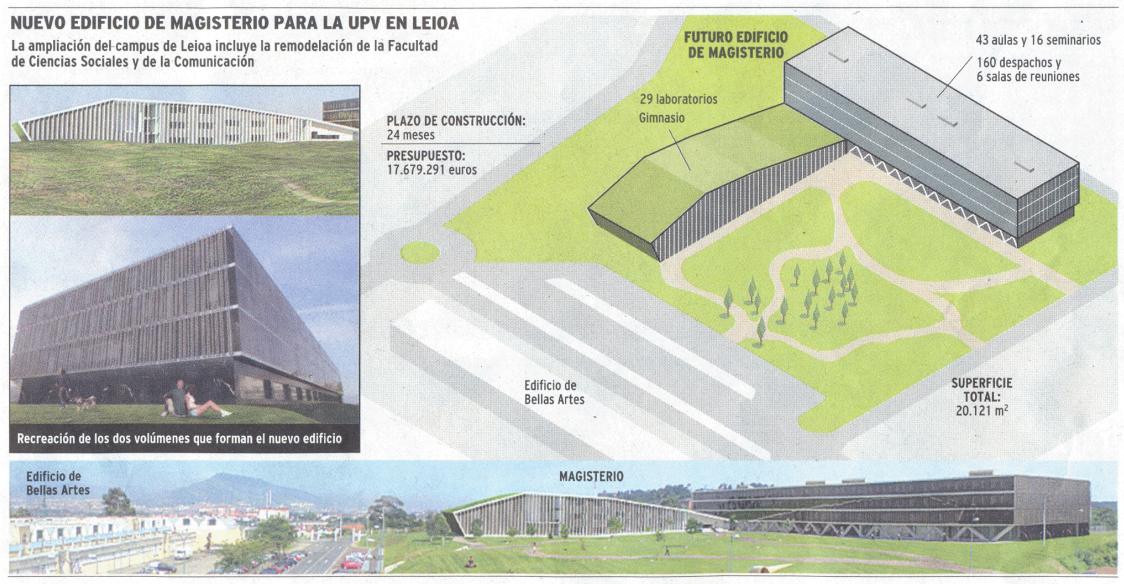 NUEVO EDIFICIO DE MAGISTERIO PARA LA UPV EN LEIOA
La ampliación del campus de Leioa incluye la remodelación de la Facultad
de Ciencias Sociales y de la Comunicación
PLAZO DE CONSTRUCCIÓN:
24 meses
PRESUPUESTO:
17.679.291 euros
FUTURO EDIFICIO
DE MAGISTERIO
43 aulas y 16 seminarios
160 despachos y
6 salas de reuniones
29 laboratorios
Gimnasio
Edificio de
Bellas Artes
SUPERFICIE
TOTAL:
20.121 m²
Recreación de los dos volúmenes que forman el nuevo edificio
Edificio de
Bellas Artes
MAGISTERIO